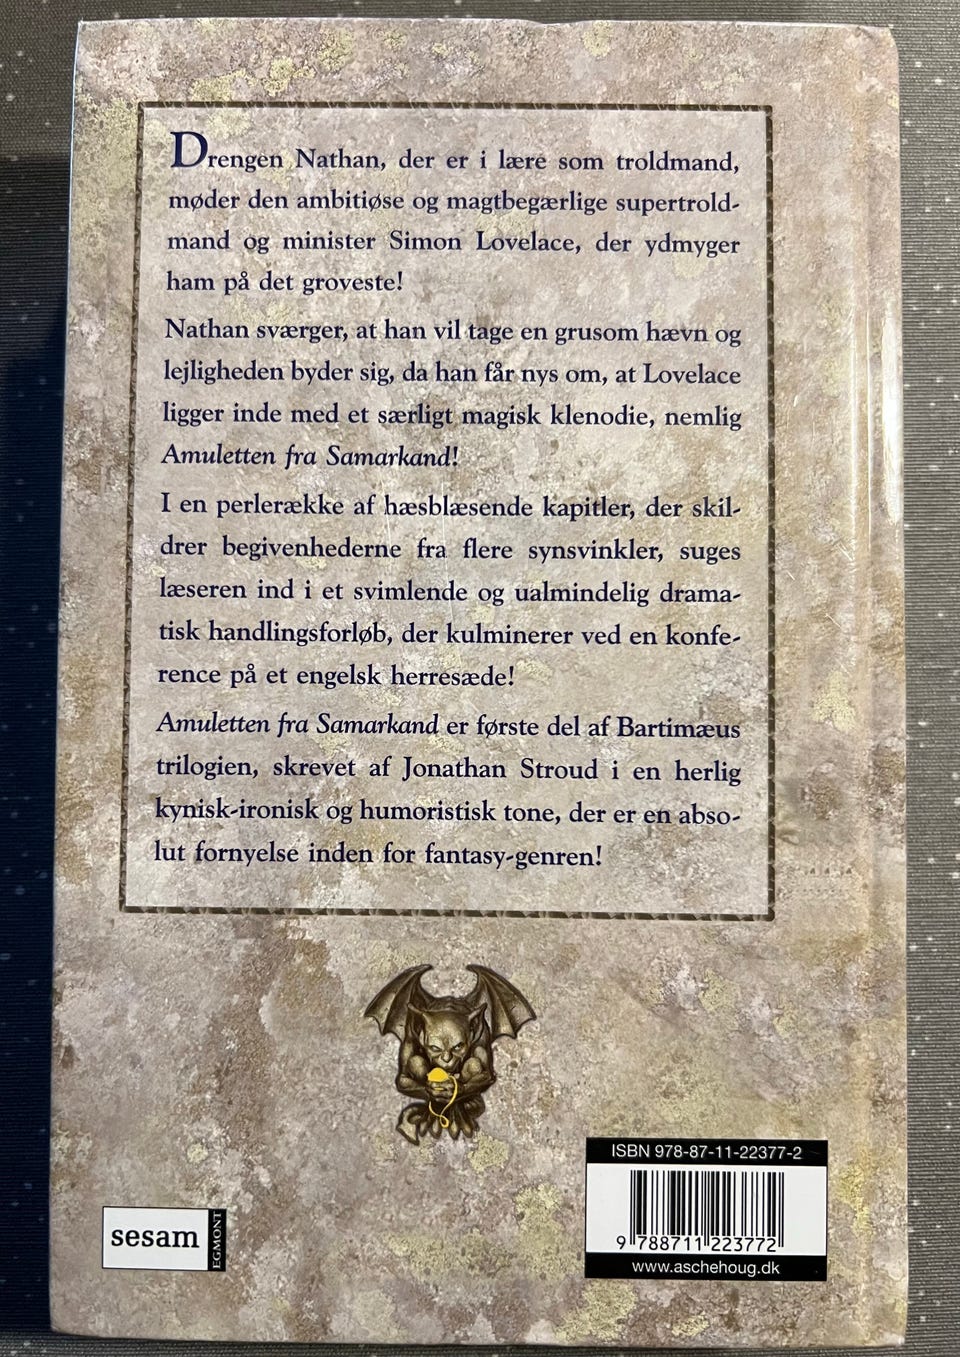 Drengen Nathan, der er i lære som troldmand,
møder den ambitiøse og magtbegærlige supertrold-
mand og minister Simon Lovelace, der ydmyger
ham på det groveste!
Nathan sværger, at han vil tage en grusom hævn og
lejligheden byder sig, da han får nys om, at Lovelace
ligger inde med et særligt magisk klenodie, nemlig
Amuletten fra Samarkand!
I en perlerække af hæsblæsende kapitler, der skil-
drer begivenhederne fra flere synsvinkler, suges
læseren ind i et svimlende og ualmindelig drama-
tisk handlingsforløb, der kulminerer ved en konfe-
rence på et engelsk herresæde!
Amuletten fra Samarkand er første del af Bartimæus
trilogien, skrevet af Jonathan Stroud i en herlig
kynisk-ironisk og humoristisk tone, der er en abso-
lut fornyelse inden for fantasy-genren!
sesam
EGMONT
ISBN 978-87-11-22377-2
9 788711 223772
www.aschehoug.dk